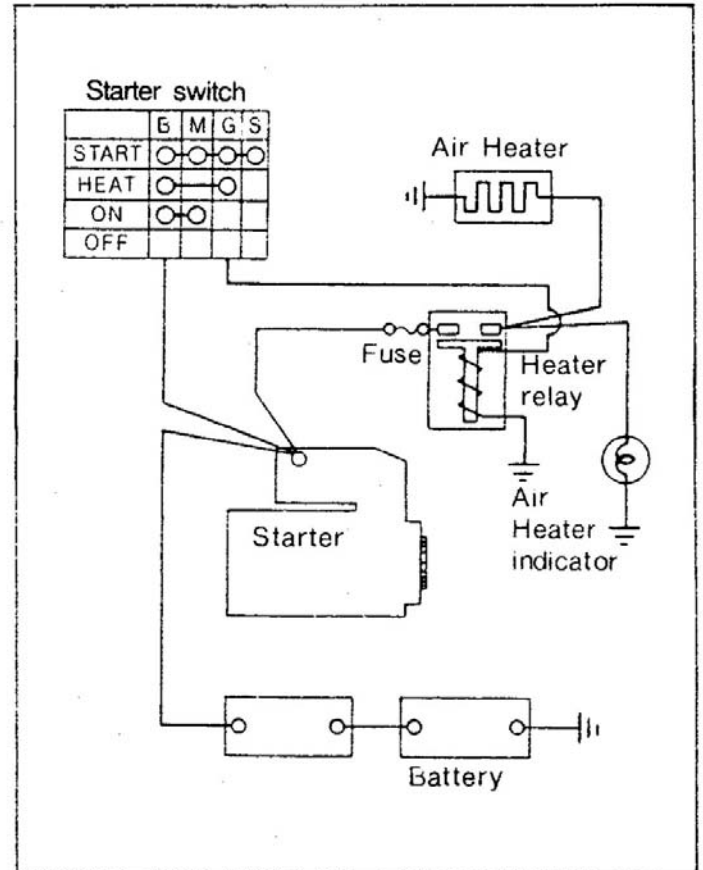 Starter switch
B M G S
START
HEAT
ON
OFF
Air Heater
Fuse
Heater
relay
Starter
Air
Heater
indicator
Battery